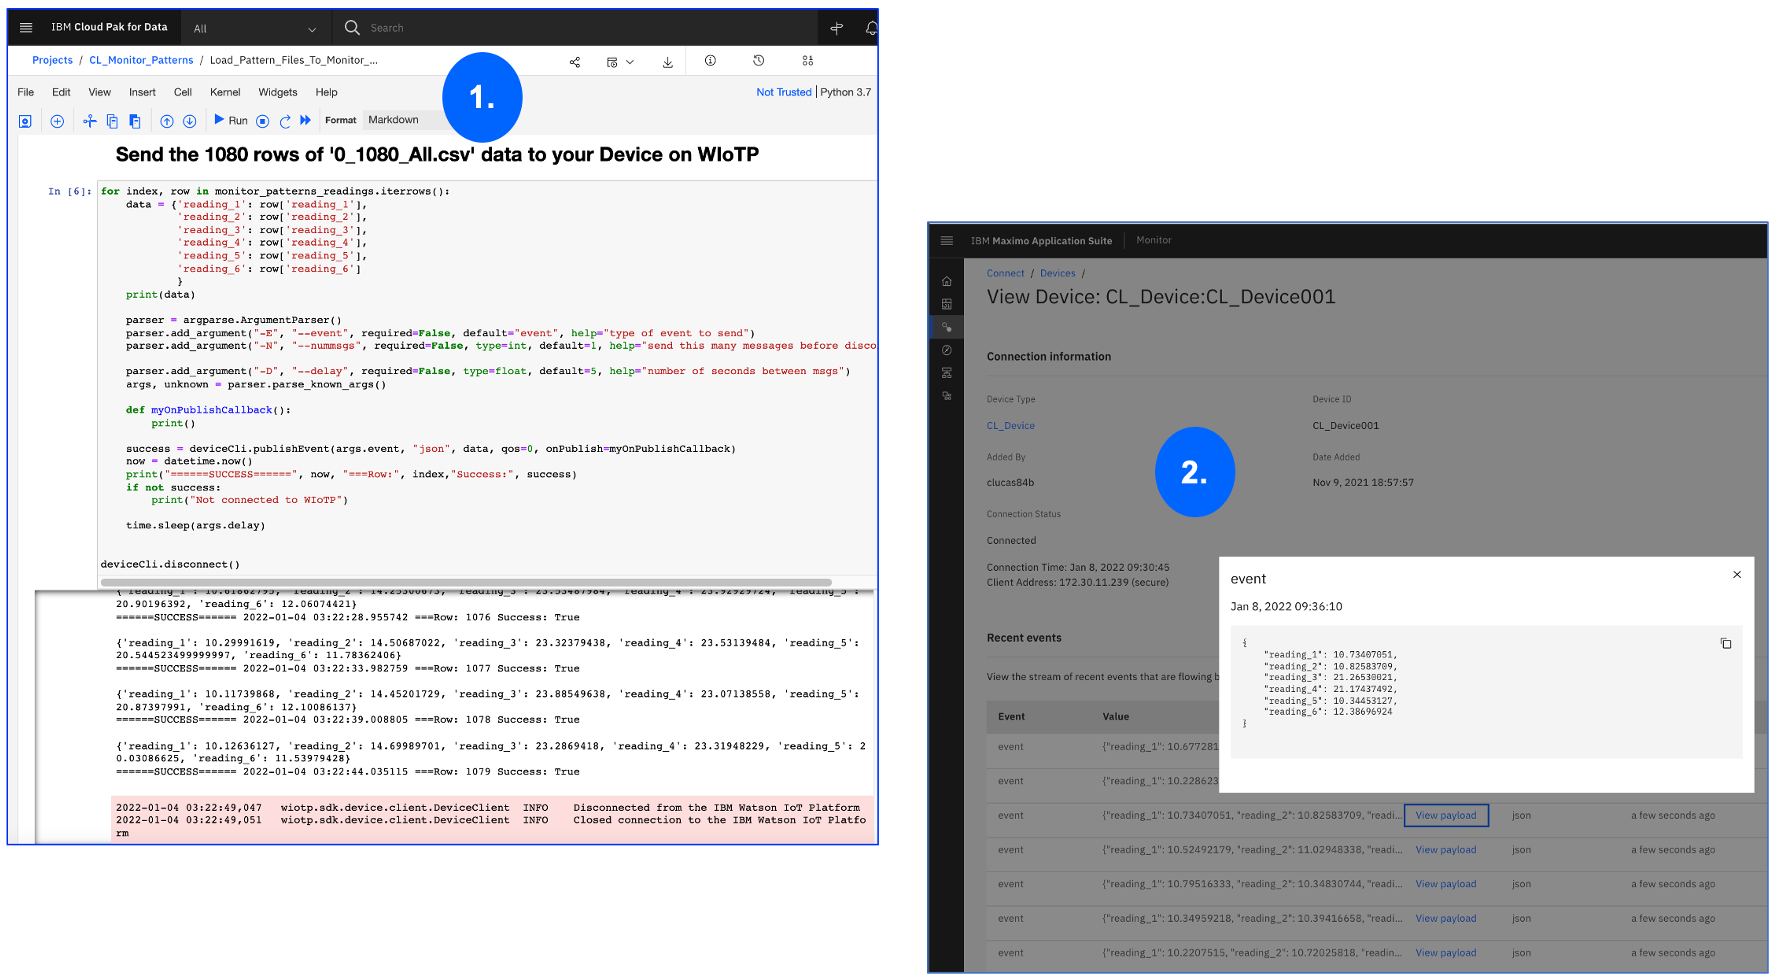 IBM Cloud Pak for Data
All
Search
Projects / CL_Monitor_Patterns / Load_Pattern_Files_To_Monitor_...
File Edit View Insert Cell Kernel Widgets Help
Not Trusted | Python 3.7
Run
Format Markdown
1.
Send the 1080 rows of '0_1080_All.csv' data to your Device on WIoTP
In [6]: for index, row in monitor_patterns_readings.iterrows():
data = {'reading_1': row['reading_1'],
'reading_2': row['reading_2'],
'reading_3': row['reading_3'],
'reading_4': row['reading_4'],
'reading_5': row['reading_5'],
'reading_6': row['reading_6']
}
print(data)
parser = argparse.ArgumentParser()
parser.add_argument("-E", "--event", required=False, default="event", help="type of event to send")
parser.add_argument("-N", "--nummsgs", required=False, type=int, default=1, help="send this many messages before disco
parser.add_argument("-D", "--delay", required=False, type=float, default=5, help="number of seconds between msgs")
args, unknown = parser.parse_known_args()
def myOnPublishCallback():
print()
success = deviceCli.publishEvent(args.event, "json", data, qos=0, onPublish=myOnPublishCallback)
now = datetime.now()
print("======SUCCESS======", now, "===Row:", index,"Success:", success)
if not success:
print("Not connected to WIoTP")
time.sleep(args.delay)
deviceCli.disconnect()
{'reading_1': 10.61862795, 'reading_2': 14.25300673, 'reading_3': 23.53487984, 'reading_4': 23.92929724, 'reading_5':
20.90196392, 'reading_6': 12.06074421}
======SUCCESS====== 2022-01-04 03:22:28.955742 ===Row: 1076 Success: True
{'reading_1': 10.29991619, 'reading_2': 14.50687022, 'reading_3': 23.32379438, 'reading_4': 23.53139484, 'reading_5':
20.5445234999999997, 'reading_6': 11.78362406}
======SUCCESS====== 2022-01-04 03:22:33.982759 ===Row: 1077 Success: True
{'reading_1': 10.11739868, 'reading_2': 14.45201729, 'reading_3': 23.88549638, 'reading_4': 23.07138558, 'reading_5':
20.87397991, 'reading_6': 12.10086137}
======SUCCESS====== 2022-01-04 03:22:39.008805 ===Row: 1078 Success: True
{'reading_1': 10.12636127, 'reading_2': 14.69989701, 'reading_3': 23.2869418, 'reading_4': 23.31948229, 'reading_5': 2
0.03086625, 'reading_6': 11.53979428}
======SUCCESS====== 2022-01-04 03:22:44.035115 ===Row: 1079 Success: True
2022-01-04 03:22:49,047 wiotp.sdk.device.client.DeviceClient INFO Disconnected from the IBM Watson IoT Platform
2022-01-04 03:22:49,051 wiotp.sdk.device.client.DeviceClient INFO Closed connection to the IBM Watson IoT Platfo
rm
IBM Maximo Application Suite Monitor
Connect / Devices /
View Device: CL_Device:CL_Device001
Connection information
Device Type Device ID
CL_Device CL_Device001
Added By Date Added
clucas84b Nov 9, 2021 18:57:57
2.
Connection Status
Connected
Connection Time: Jan 8, 2022 09:30:45
Client Address: 172.30.11.239 (secure)
Recent events
View the stream of recent events that are flowing b
event
Jan 8, 2022 09:36:10
{
"reading_1": 10.73407051,
"reading_2": 10.82583709,
"reading_3": 21.26530021,
"reading_4": 21.17437492,
"reading_5": 10.34453127,
"reading_6": 12.38696924
}
Event Value
event {"reading_1": 10.677281
event {"reading_1": 10.228623
event {"reading_1": 10.73407051, "reading_2": 10.82583709, "readi... View payload json a few seconds ago
event {"reading_1": 10.52492179, "reading_2": 11.02948338, "readi... View payload json a few seconds ago
event {"reading_1": 10.79516333, "reading_2": 10.34830744, "readi... View payload json a few seconds ago
event {"reading_1": 10.34959218, "reading_2": 10.39416658, "readi... View payload json a few seconds ago
event {"reading_1": 10.2207515, "reading_2": 10.72025818, "readi... View payload json a few seconds ago